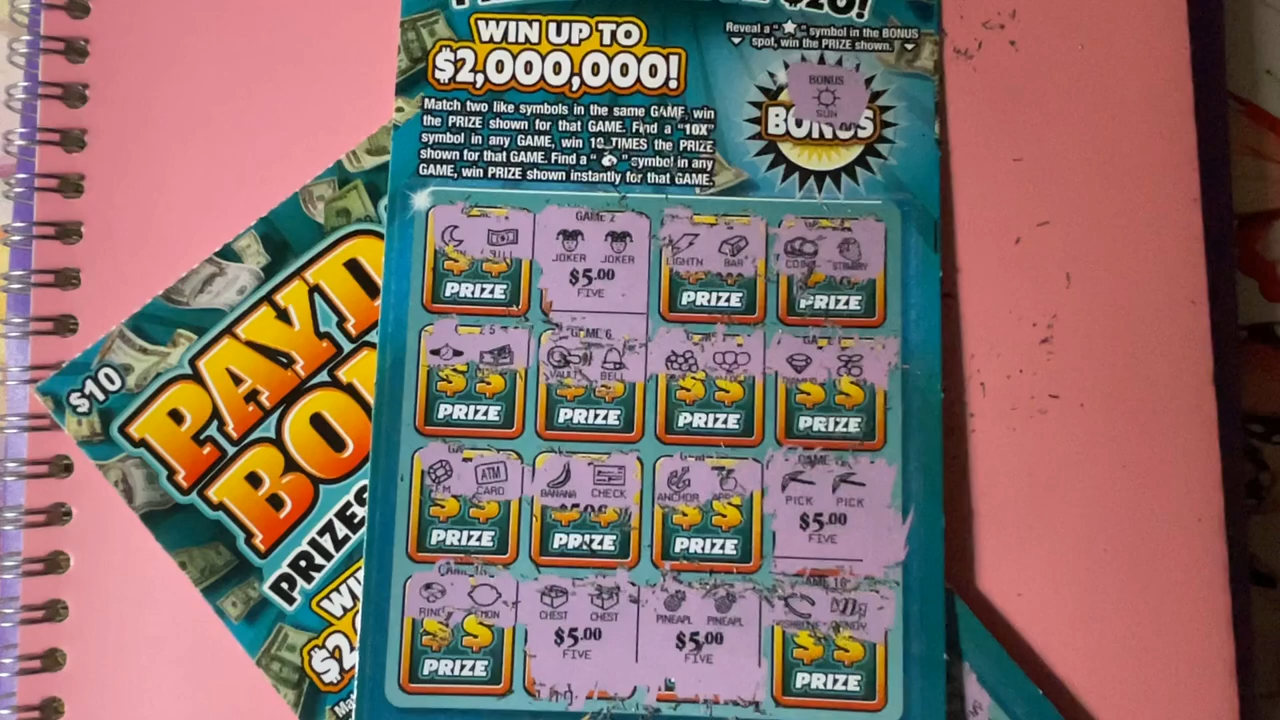 WIN UP TO
$2,000,000!
Match two like symbols in the same GAME, win
the PRIZE shown for that GAME. Find a "10X"
symbol in any GAME, win 10 TIMES the PRIZE
shown for that GAME. Find a " " symbol in any
GAME, win PRIZE shown instantly for that GAME.
Reveal a " " symbol in the BONUS
spot, win the PRIZE shown.
BONUS
SUN
BONUS
PRIZE
GAME 2
JOKER JOKER
$5.00
FIVE
LIGHTN BAR
PRIZE
COINS STRWBY
PRIZE
PRIZE
GAME 6
VAULT BELL
PRIZE
PRIZE
PRIZE
ATM
CARD
PRIZE
BANANA CHECK
PRIZE
ANCHOR
PRIZE
PICK PICK
$5.00
FIVE
PRIZE
CHEST CHEST
$5.00
FIVE
PINEAPL PINEAPL
$5.00
FIVE
PRIZE
$10
PAYD
BO
PRIZES
WI
$2